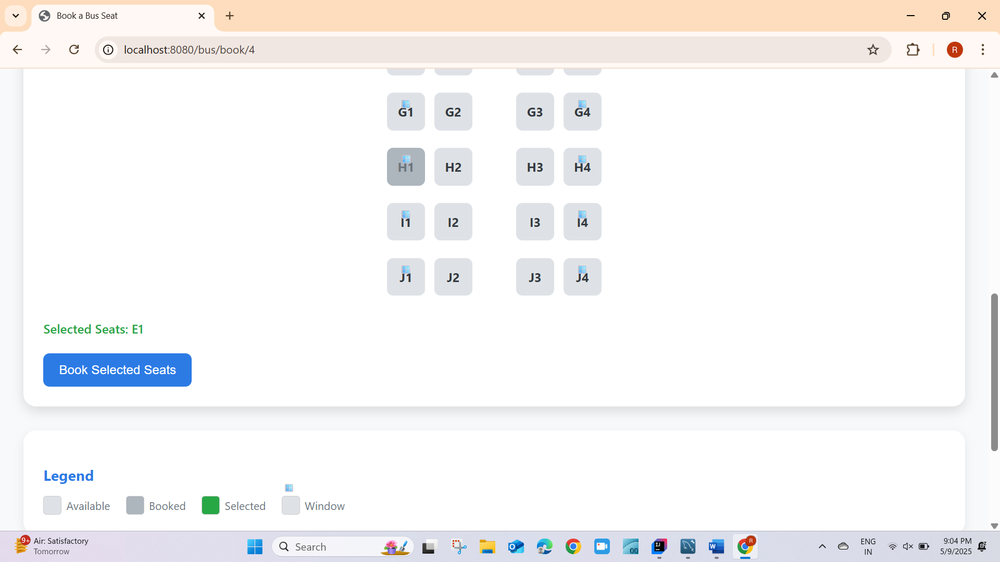 Book a Bus Seat
localhost:8080/bus/book/4
R
G1 G2 G3 G4
H1 H2 H3 H4
I1 I2 I3 I4
J1 J2 J3 J4
Selected Seats: E1
Book Selected Seats
Legend
Available Booked Selected Window
9+
Air: Satisfactory
Tomorrow
Search
00
IJ
W
R
ENG
IN
9:04 PM
5/9/2025